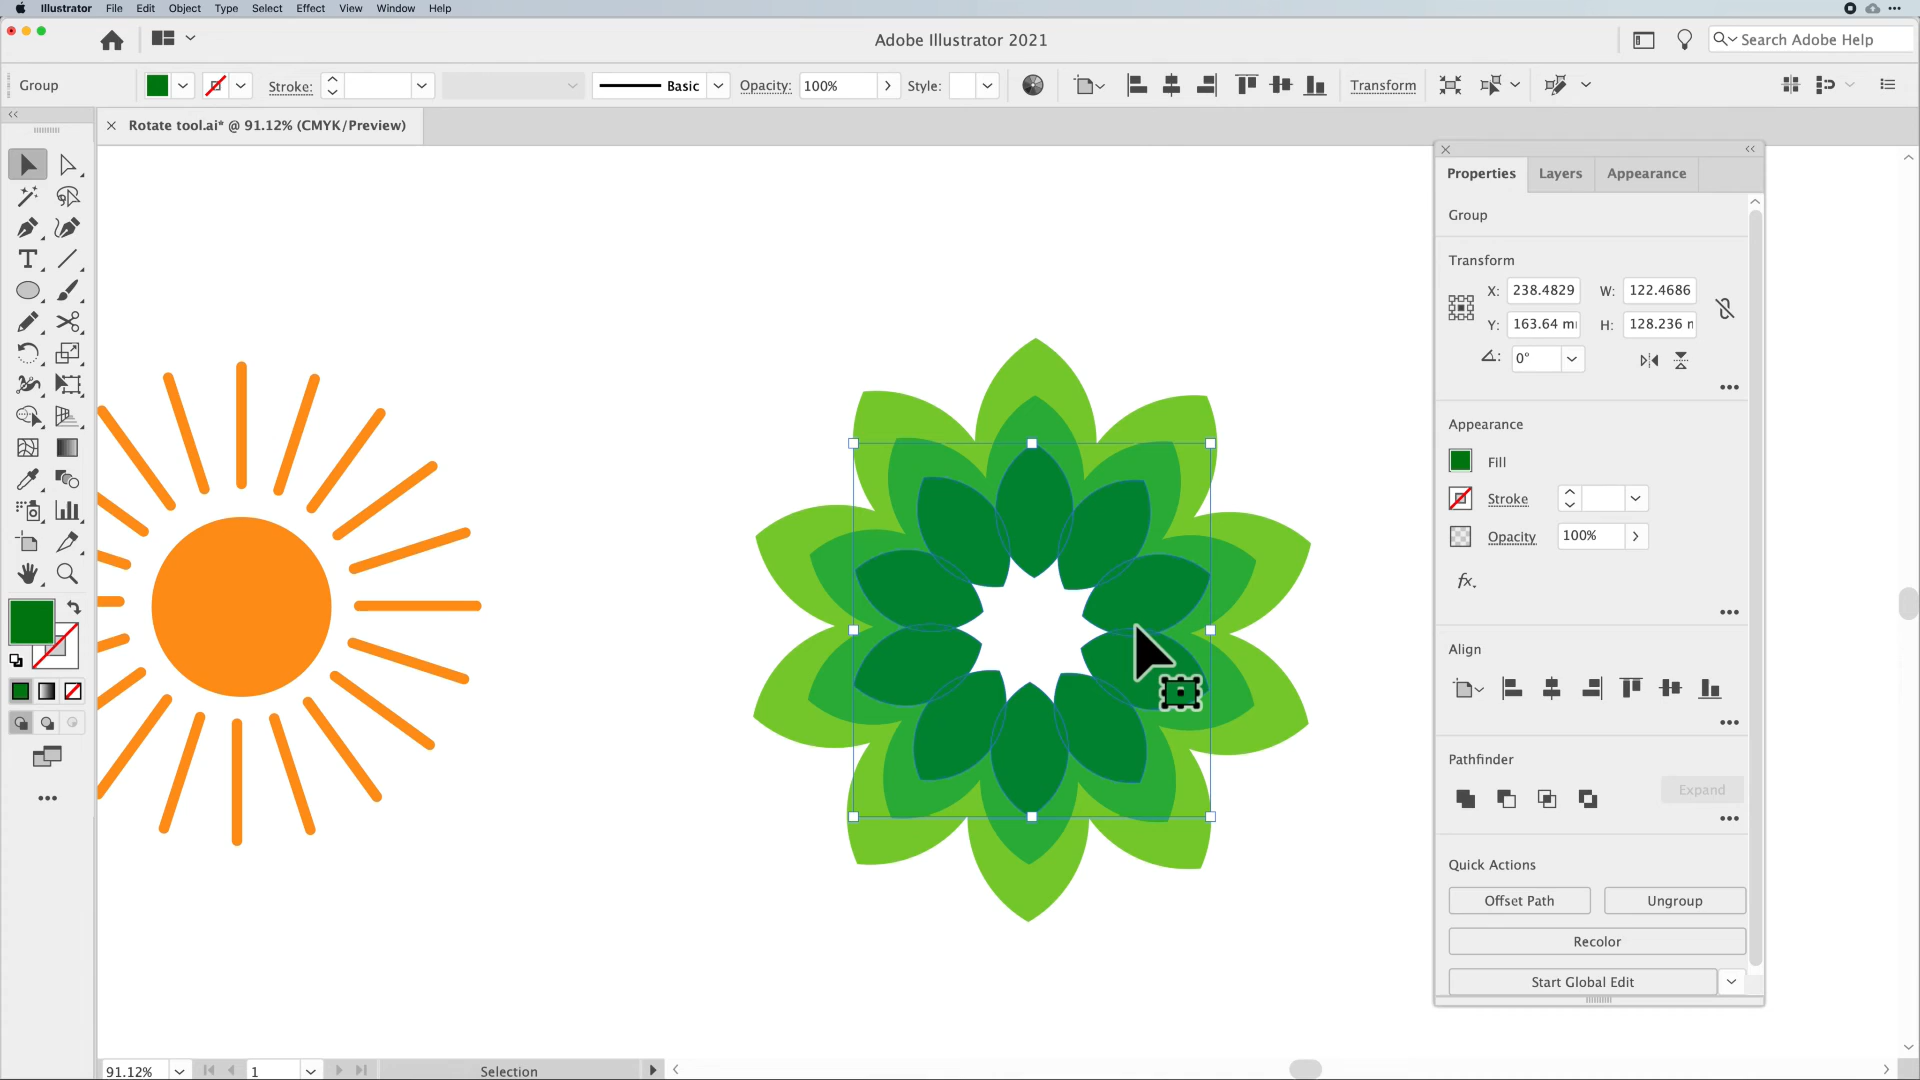 Illustrator File Edit Object Type Select Effect View Window Help
Adobe Illustrator 2021
Search Adobe Help
Group Stroke: Basic Opacity: 100% Style: Transform
Rotate tool.ai* @ 91.12% (CMYK/Preview)
Properties Layers Appearance
Group
Transform
X: 238.4829 W: 122.4686
Y: 163.64 m H: 128.236 r
0°
Appearance
Fill
Stroke
Opacity 100%
fx.
Align
Pathfinder
Expand
Quick Actions
Offset Path Ungroup
Recolor
Start Global Edit
91.12% 1 Selection